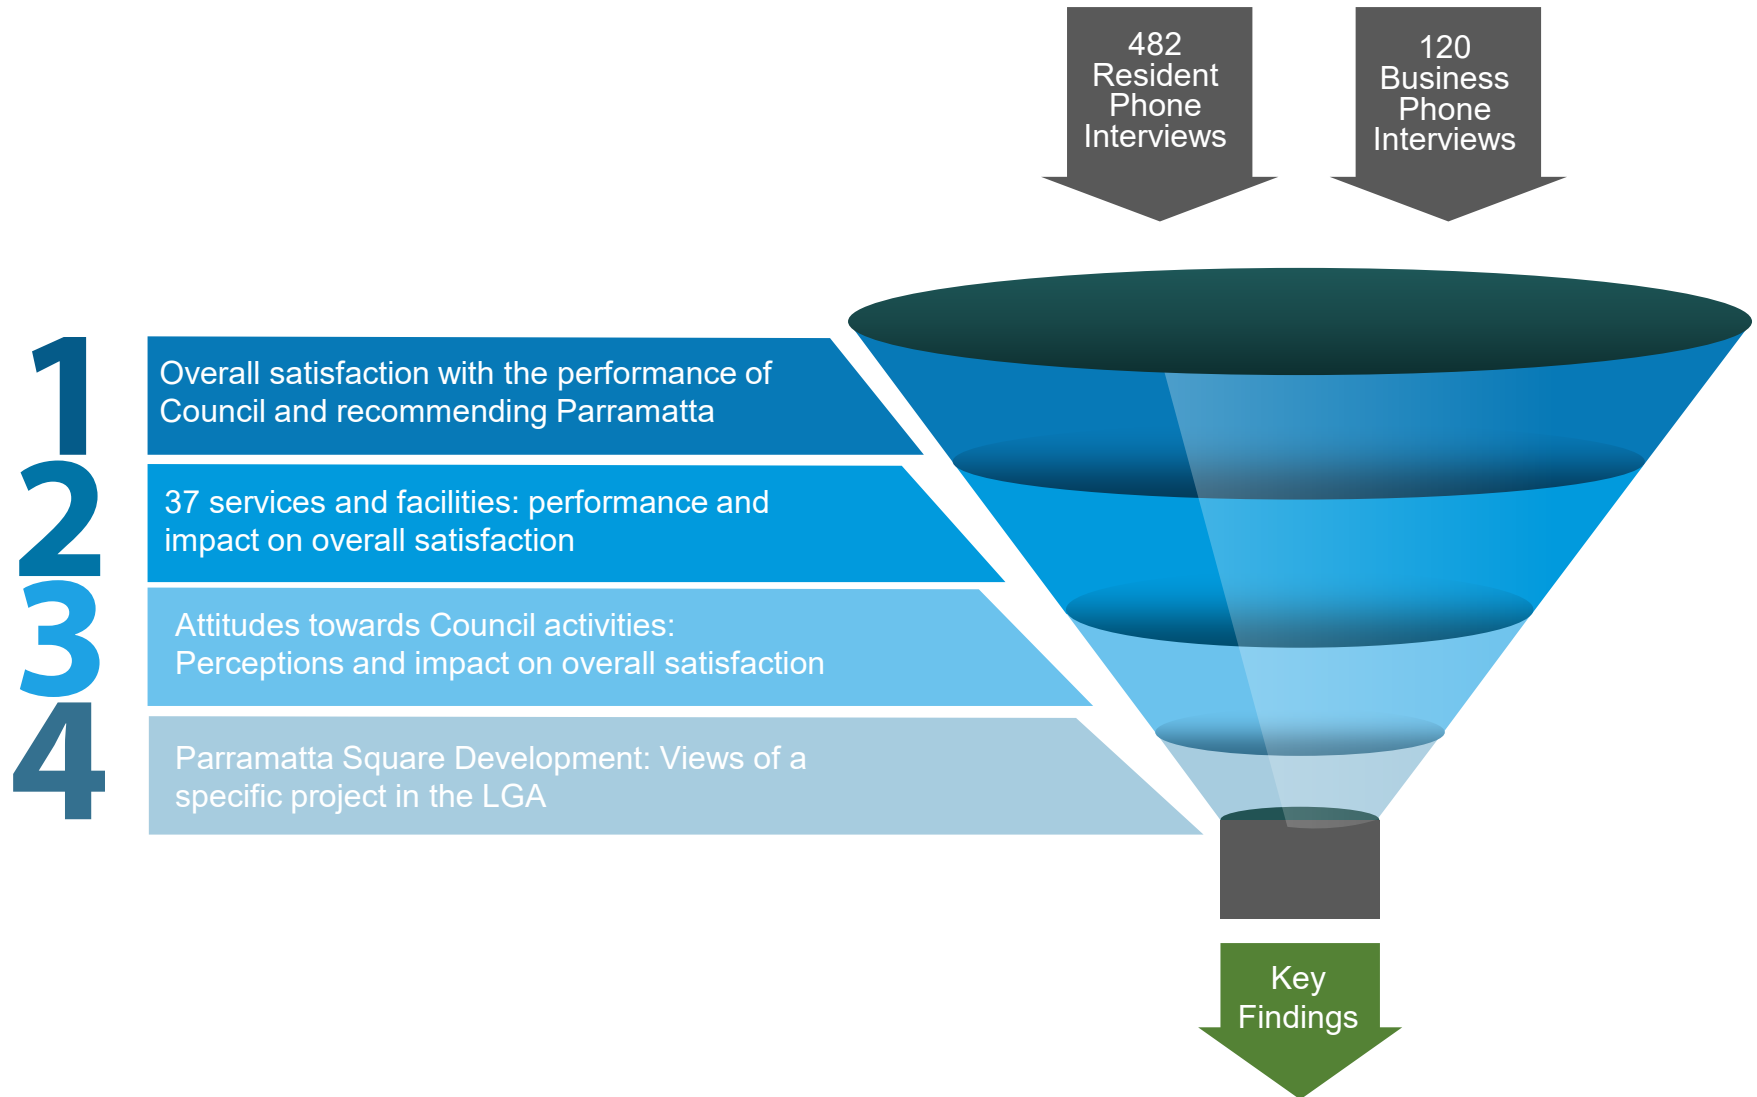 482
Resident
Phone
Interviews
120
Business
Phone
Interviews
1
Overall satisfaction with the performance of
Council and recommending Parramatta
2
37 services and facilities: performance and
impact on overall satisfaction
3
Attitudes towards Council activities:
Perceptions and impact on overall satisfaction
4
Parramatta Square Development: Views of a
specific project in the LGA
Key
Findings